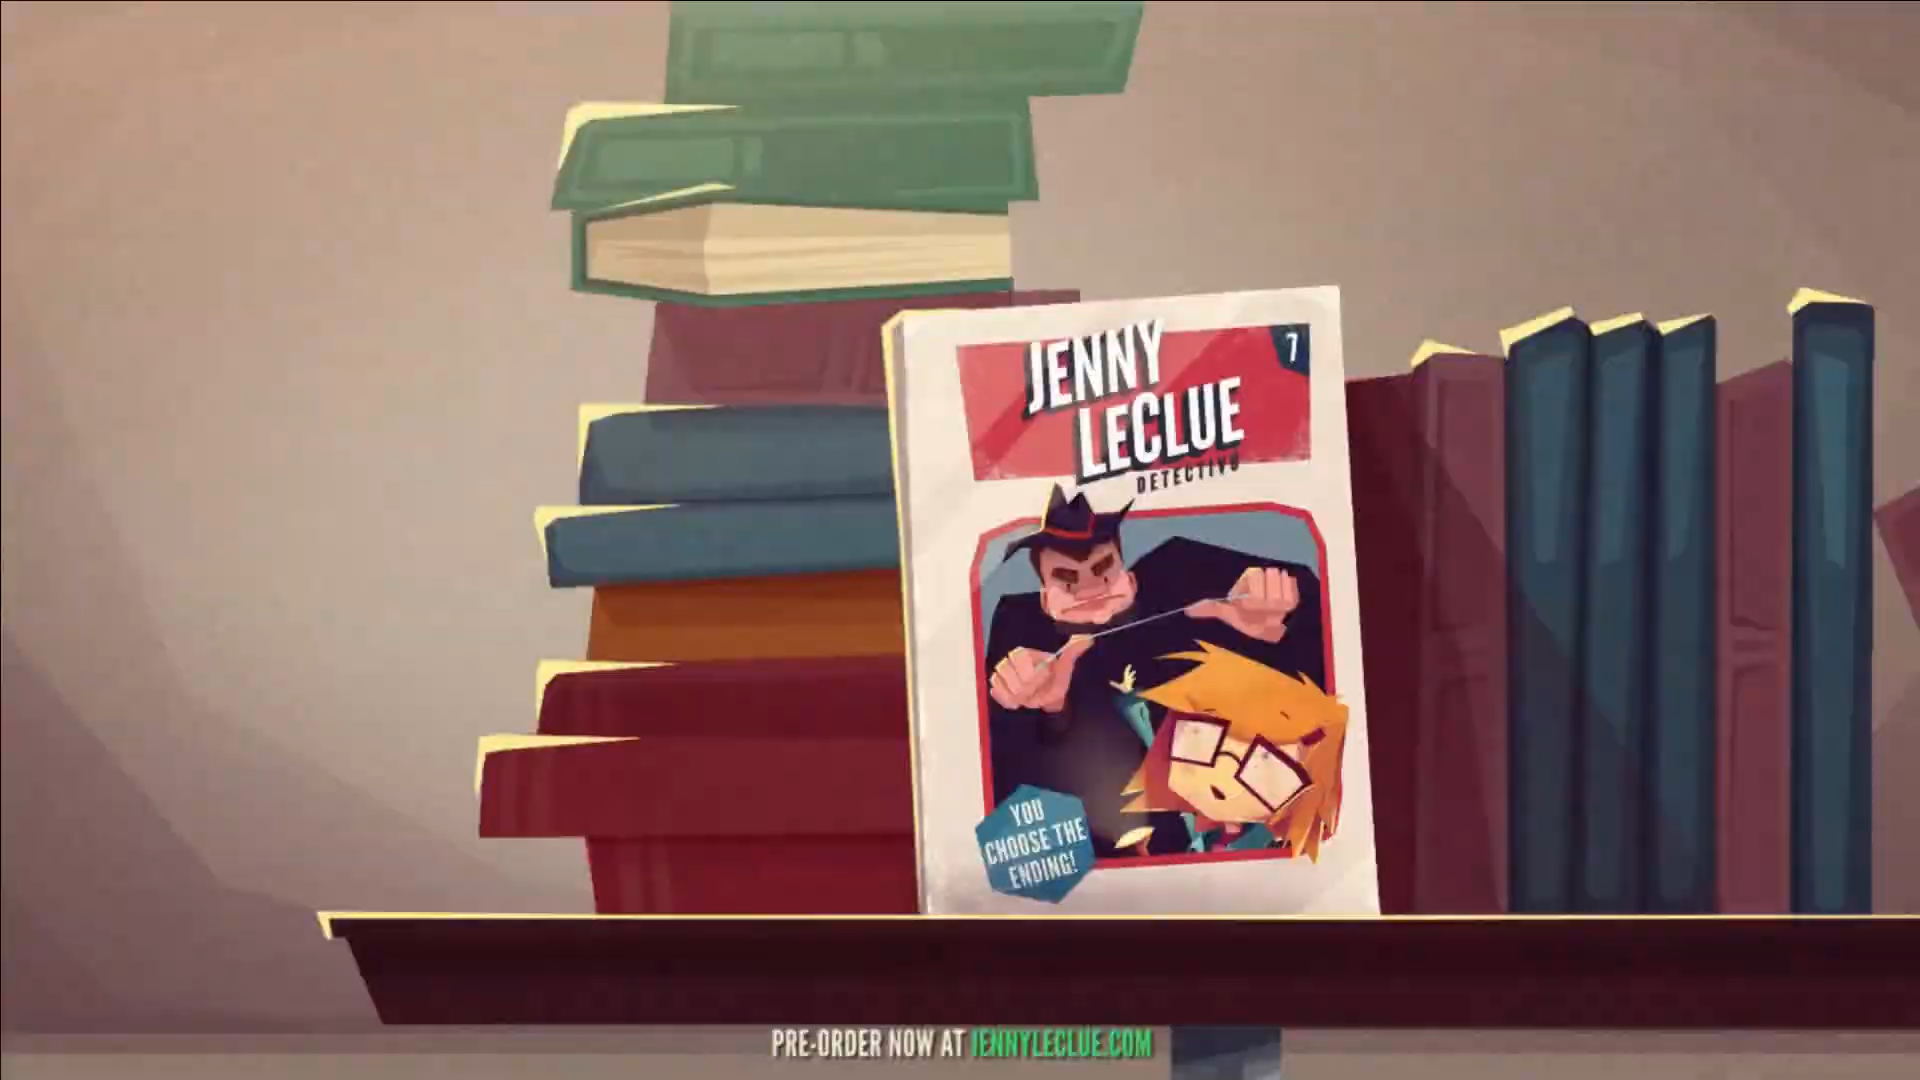 7
JENNY
LECLUE
DETECTIVU
YOU
CHOOSE THE
ENDING!
PRE-ORDER NOW AT JENNYLECLUE.COM